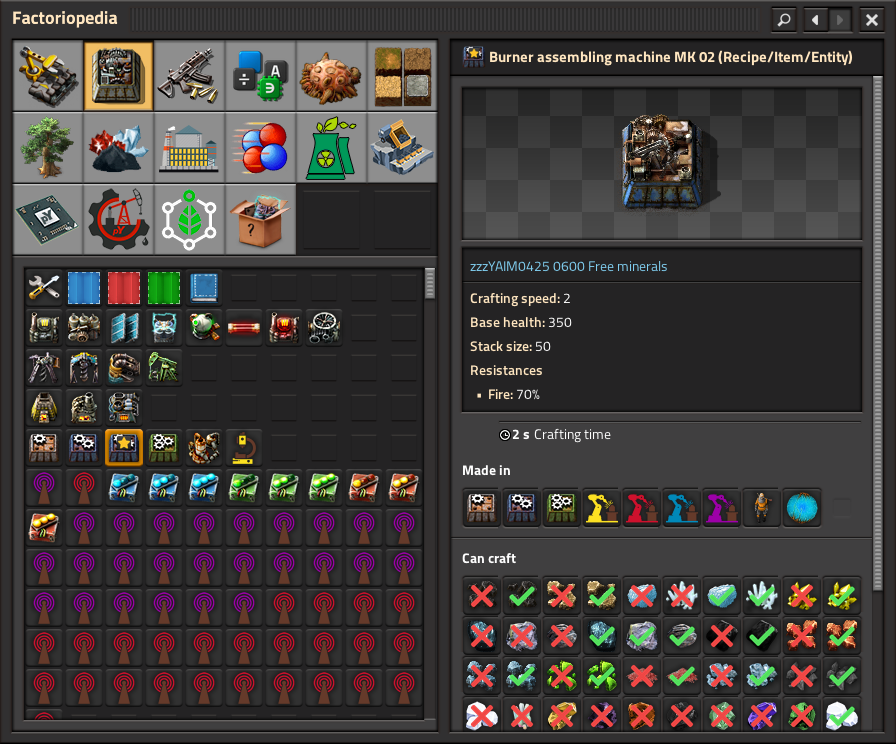 Factoriopedia
Burner assembling machine MK 02 (Recipe/Item/Entity)
zzzYAIM0425 0600 Free minerals
Crafting speed: 2
Base health: 350
Stack size: 50
Resistances
• Fire: 70%
2 s Crafting time
Made in
Can craft